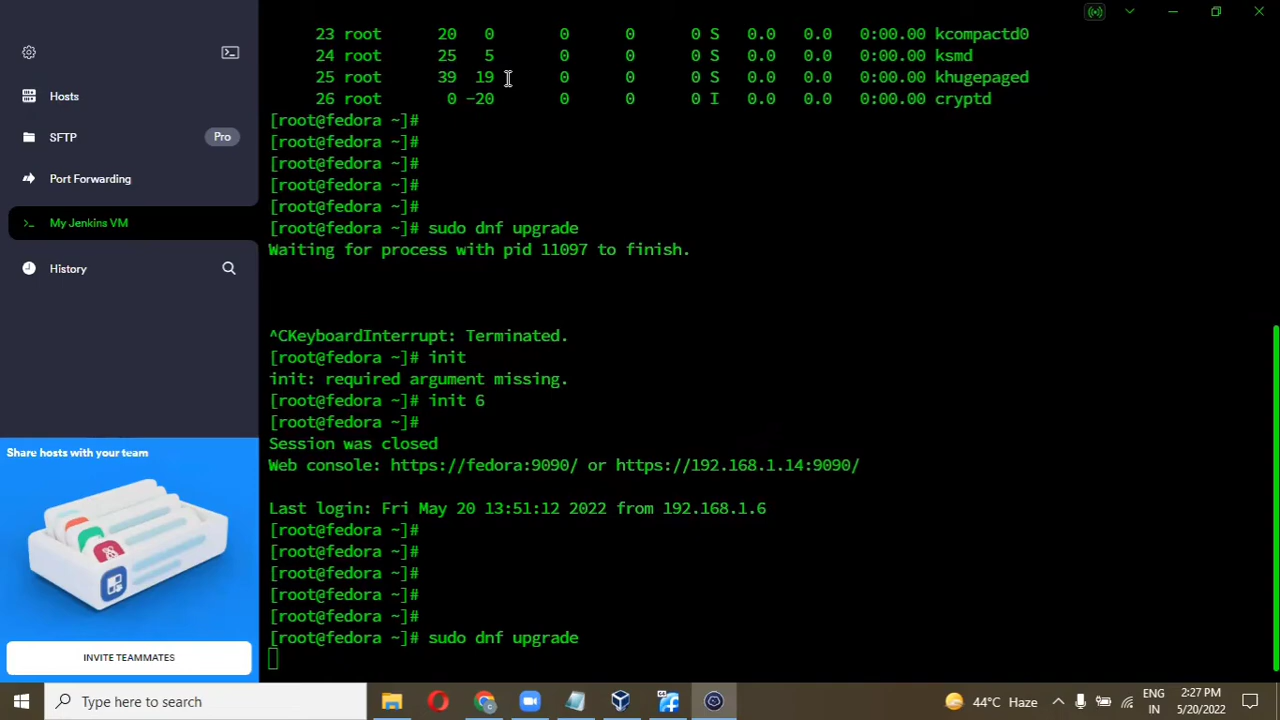 23 root 20 0 0 0 0 S 0.0 0.0 0:00.00 kcompactd0
24 root 25 5 0 0 0 S 0.0 0.0 0:00.00 ksmd
25 root 39 19 0 0 0 S 0.0 0.0 0:00.00 khugepaged
26 root 0 -20 0 0 0 I 0.0 0.0 0:00.00 cryptd
[root@fedora ~]#
[root@fedora ~]#
[root@fedora ~]#
[root@fedora ~]#
[root@fedora ~]#
[root@fedora ~]# sudo dnf upgrade
Waiting for process with pid 11097 to finish.
^CKeyboardInterrupt: Terminated.
[root@fedora ~]# init
init: required argument missing.
[root@fedora ~]# init 6
[root@fedora ~]#
Session was closed
Web console: https://fedora:9090/ or https://192.168.1.14:9090/
Last login: Fri May 20 13:51:12 2022 from 192.168.1.6
[root@fedora ~]#
[root@fedora ~]#
[root@fedora ~]#
[root@fedora ~]#
[root@fedora ~]#
[root@fedora ~]# sudo dnf upgrade
Hosts
SFTP Pro
Port Forwarding
My Jenkins VM
History
Share hosts with your team
INVITE TEAMMATES
Type here to search
44°C Haze
ENG
IN
2:27 PM
5/20/2022